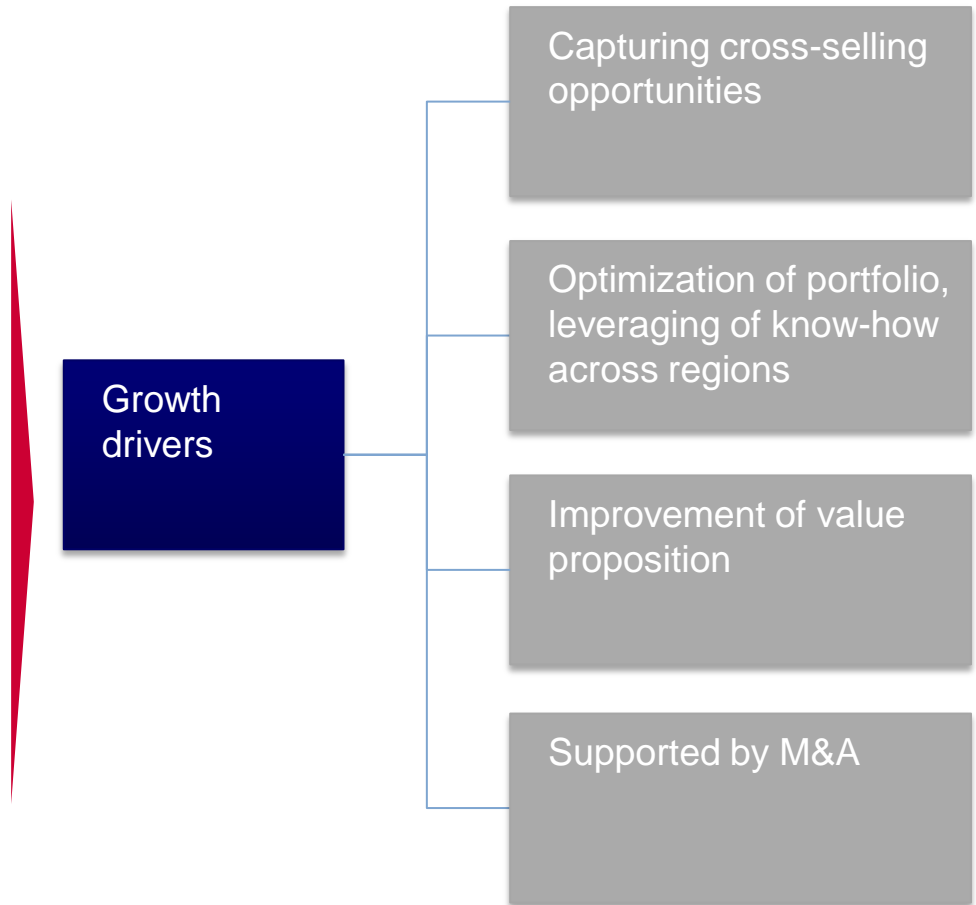 Capturing cross-selling
opportunities
Optimization of portfolio,
leveraging of know-how
across regions
Growth
drivers
Improvement of value
proposition
Supported by M&A